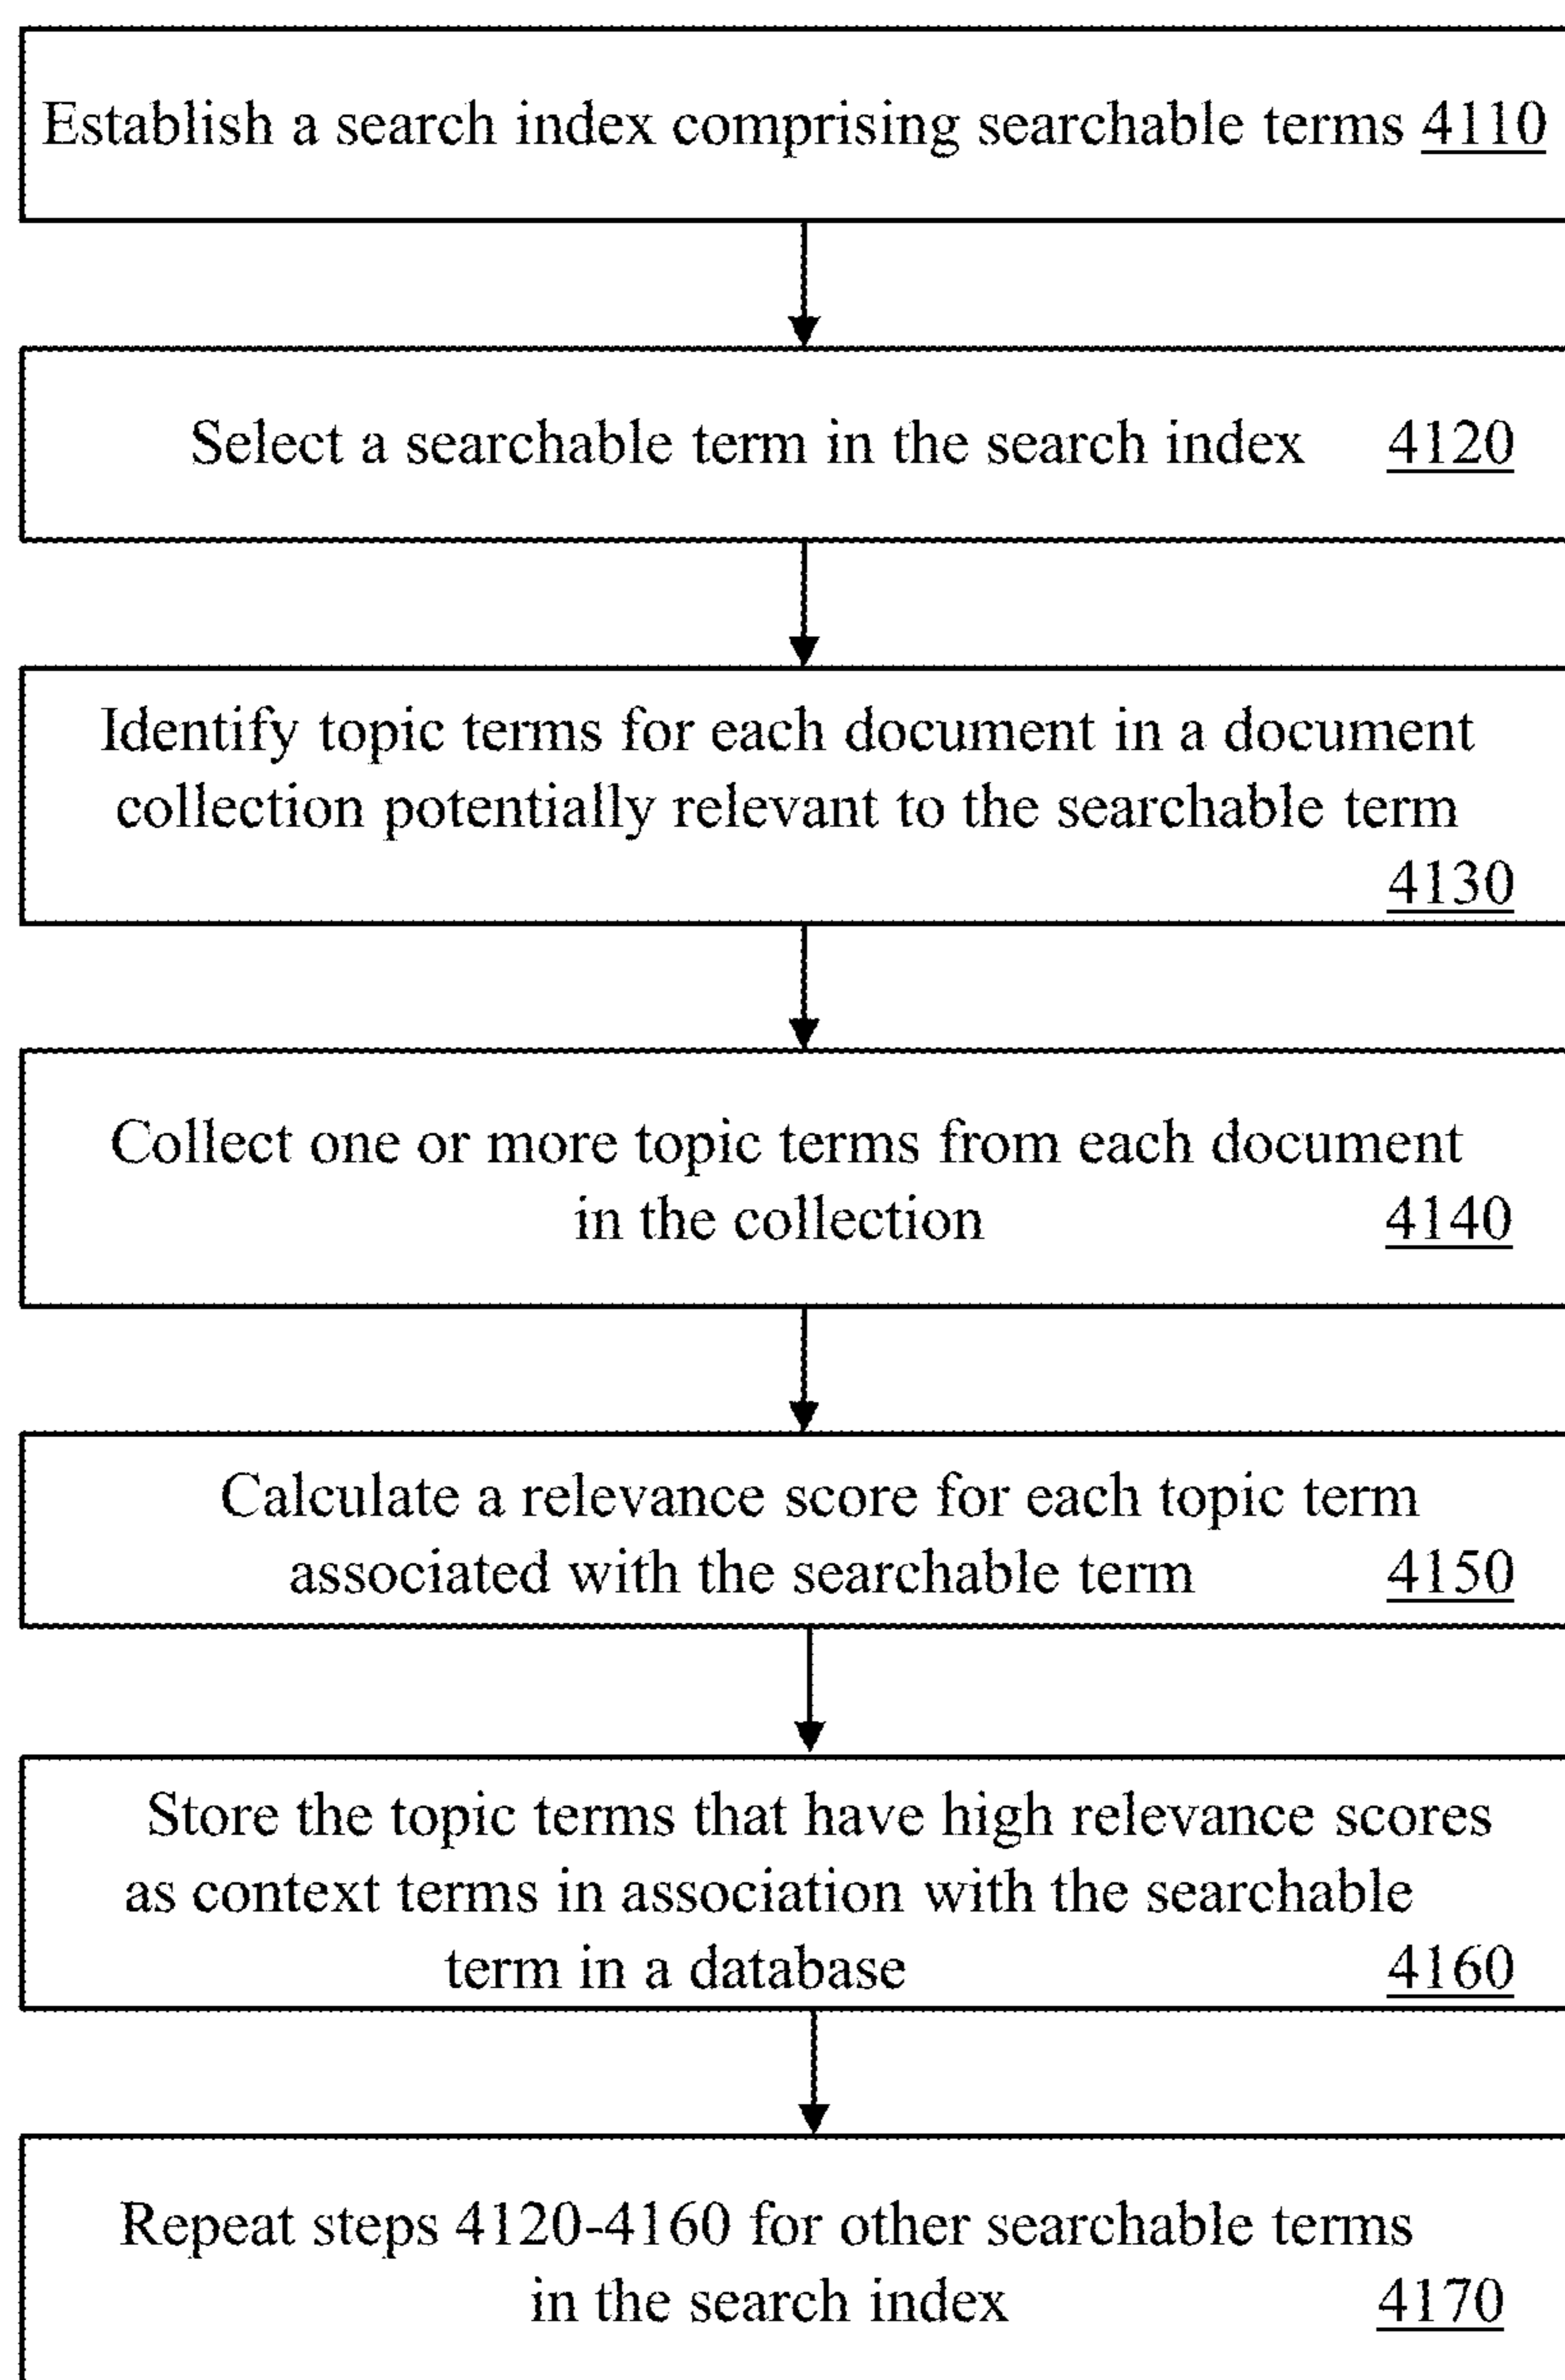 Establish a search index comprising searchable terms 4110
Select a searchable term in the search index 4120
Identify topic terms for each document in a document
collection potentially relevant to the searchable term
4130
Collect one or more topic terms from each document
in the collection 4140
Calculate a relevance score for each topic term
associated with the searchable term 4150
Store the topic terms that have high relevance scores
as context terms in association with the searchable
term in a database 4160
Repeat steps 4120-4160 for other searchable terms
in the search index 4170